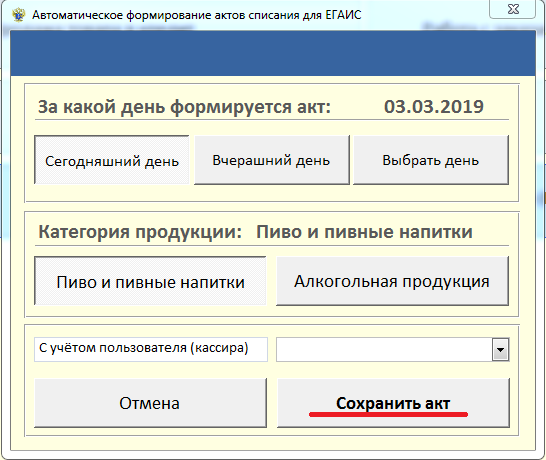 Автоматическое формирование актов списания для ЕГАИС
За какой день формируется акт: 03.03.2019
Сегодняшний день Вчерашний день Выбрать день
Категория продукции: Пиво и пивные напитки
Пиво и пивные напитки Алкогольная продукция
С учётом пользователя (кассира)
Отмена Сохранить акт